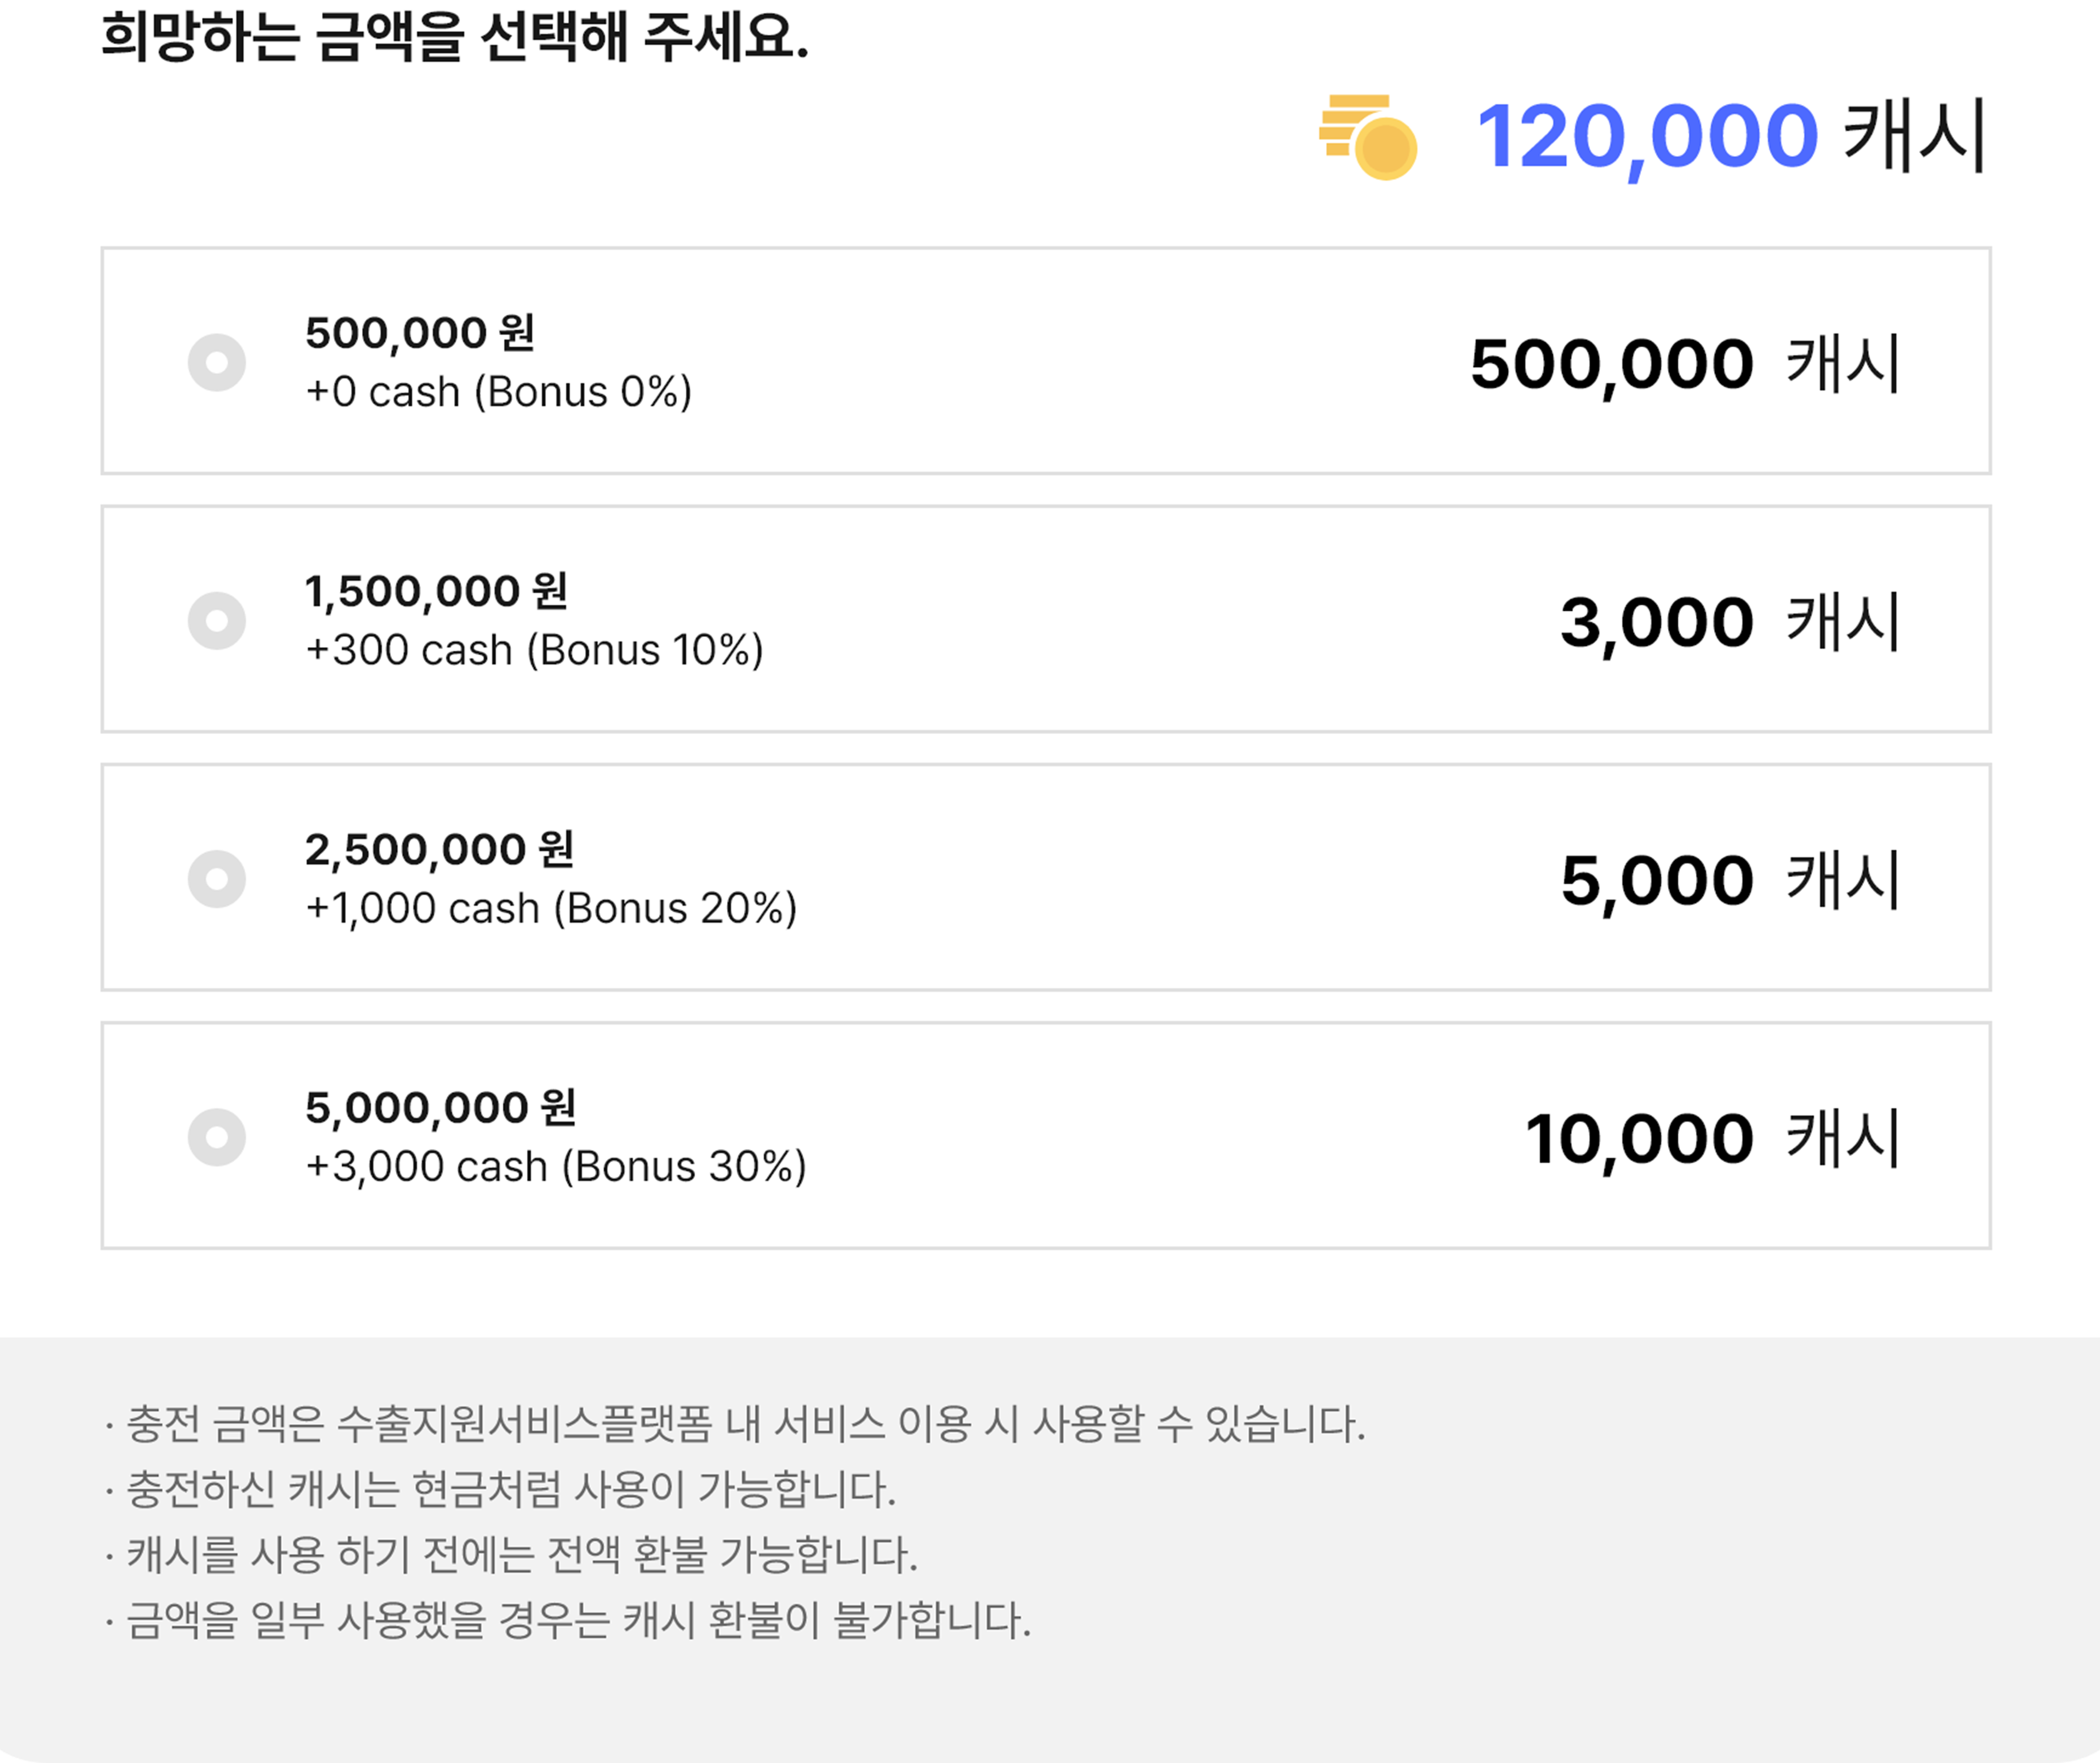 희망하는 금액을 선택해 주세요.
120,000 캐시
500,000 원
+0 cash (Bonus 0%)
500,000 캐시
1,500,000 원
+300 cash (Bonus 10%)
3,000 캐시
2,500,000 원
+1,000 cash (Bonus 20%)
5,000 캐시
5,000,000 원
+3,000 cash (Bonus 30%)
10,000 캐시
· 충전 금액은 수출지원서비스플랫폼 내 서비스 이용 시 사용할 수 있습니다.
· 충전하신 캐시는 현금처럼 사용이 가능합니다.
· 캐시를 사용 하기 전에는 전액 환불 가능합니다.
· 금액을 일부 사용했을 경우는 캐시 환불이 불가합니다.